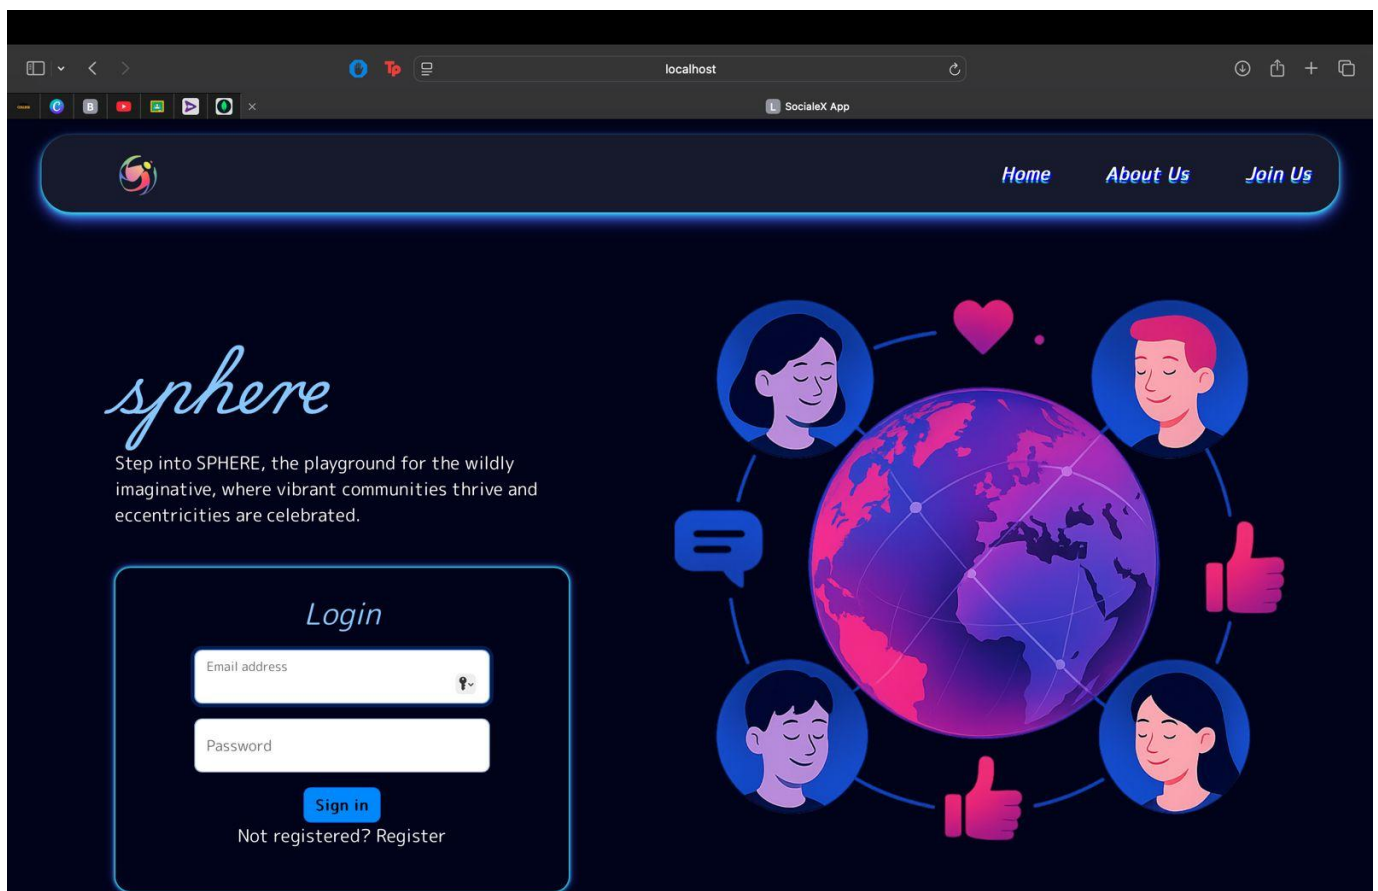 localhost
SocialeX App
Home
About Us
Join Us
sphere
Step into SPHERE, the playground for the wildly
imaginative, where vibrant communities thrive and
eccentricities are celebrated.
Login
Email address
Password
Sign in
Not registered? Register